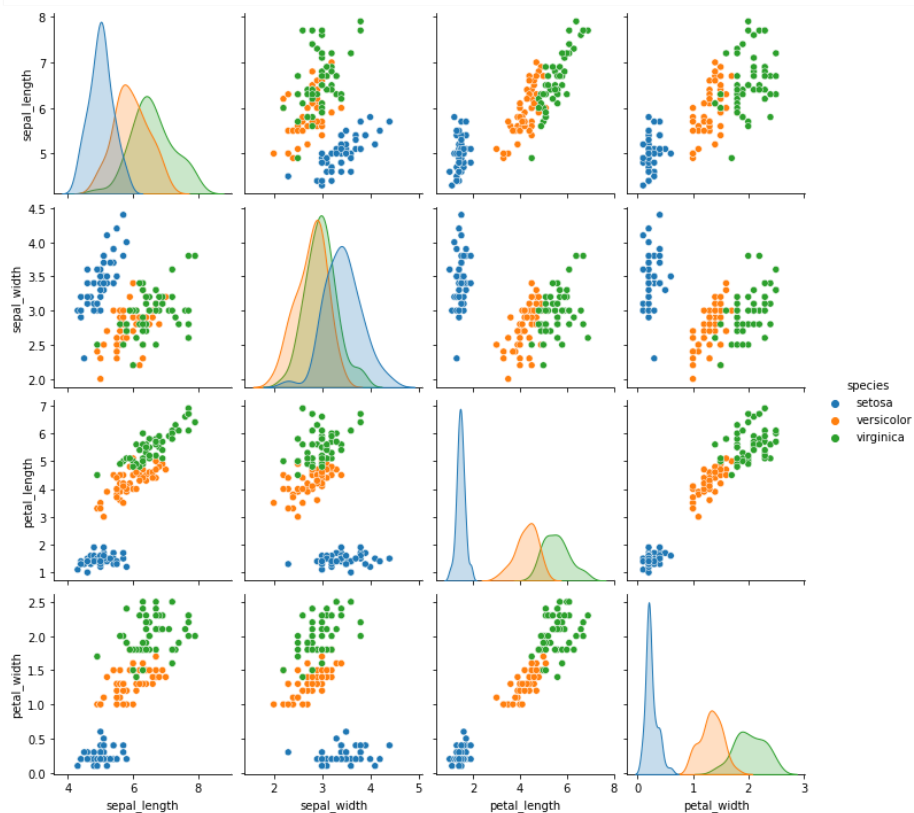 8
7
6
5
sepal_length
4.5
4.0
3.5
3.0
2.5
2.0
sepal_width
species
setosa
versicolor
virginica
7
6
5
4
3
2
1
petal_length
2.5
2.0
1.5
1.0
0.5
0.0
petal_width
4 6 8
2 3 4 5
2 4 6 8
0 1 2 3
sepal_length sepal_width petal_length petal_width